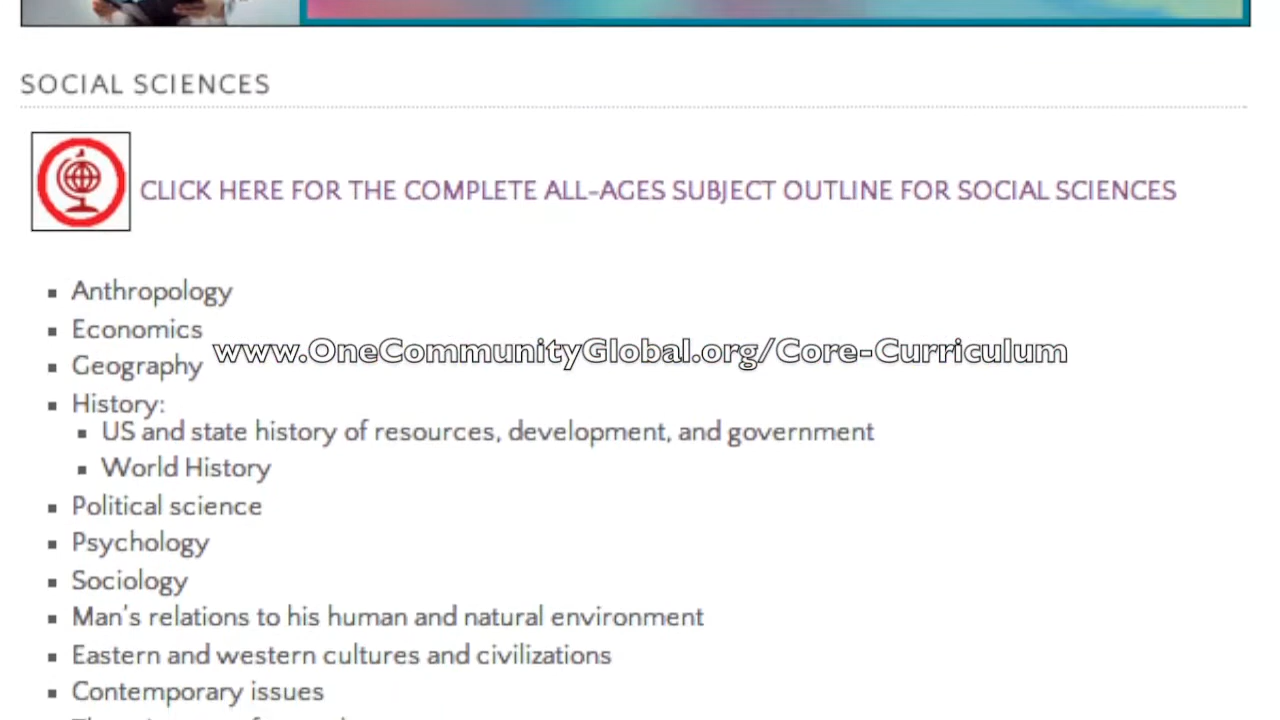 SOCIAL SCIENCES
CLICK HERE FOR THE COMPLETE ALL-AGES SUBJECT OUTLINE FOR SOCIAL SCIENCES
Anthropology
Economics
www.OneCommunityGlobal.org/Core-Curriculum
Geography
History:
US and state history of resources, development, and government
World History
Political science
Psychology
Sociology
Man's relations to his human and natural environment
Eastern and western cultures and civilizations
Contemporary issues